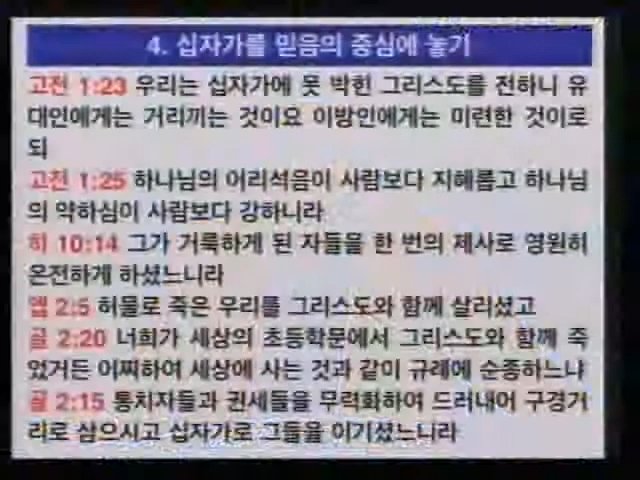 4. 십자가를 믿음의 중심에 놓기
고전 1:23 우리는 십자가에 못 박힌 그리스도를 전하니 유
대인에게는 거리끼는 것이요 이방인에게는 미련한 것이로
되
고전 1:25 하나님의 어리석음이 사람보다 지혜롭고 하나님
의 약하심이 사람보다 강하니라
히 10:14 그가 거룩하게 된 자들을 한 번의 제사로 영원히
온전하게 하셨느니라
엡 2:5 허물로 죽은 우리를 그리스도와 함께 살리셨고
골 2:20 너희가 세상의 초등학문에서 그리스도와 함께 죽
었거든 어찌하여 세상에 사는 것과 같이 규례에 순종하느냐
골 2:15 통치자들과 권세들을 무력화하여 드러내어 구경거
리로 삼으시고 십자가로 그들을 이기셨느니라